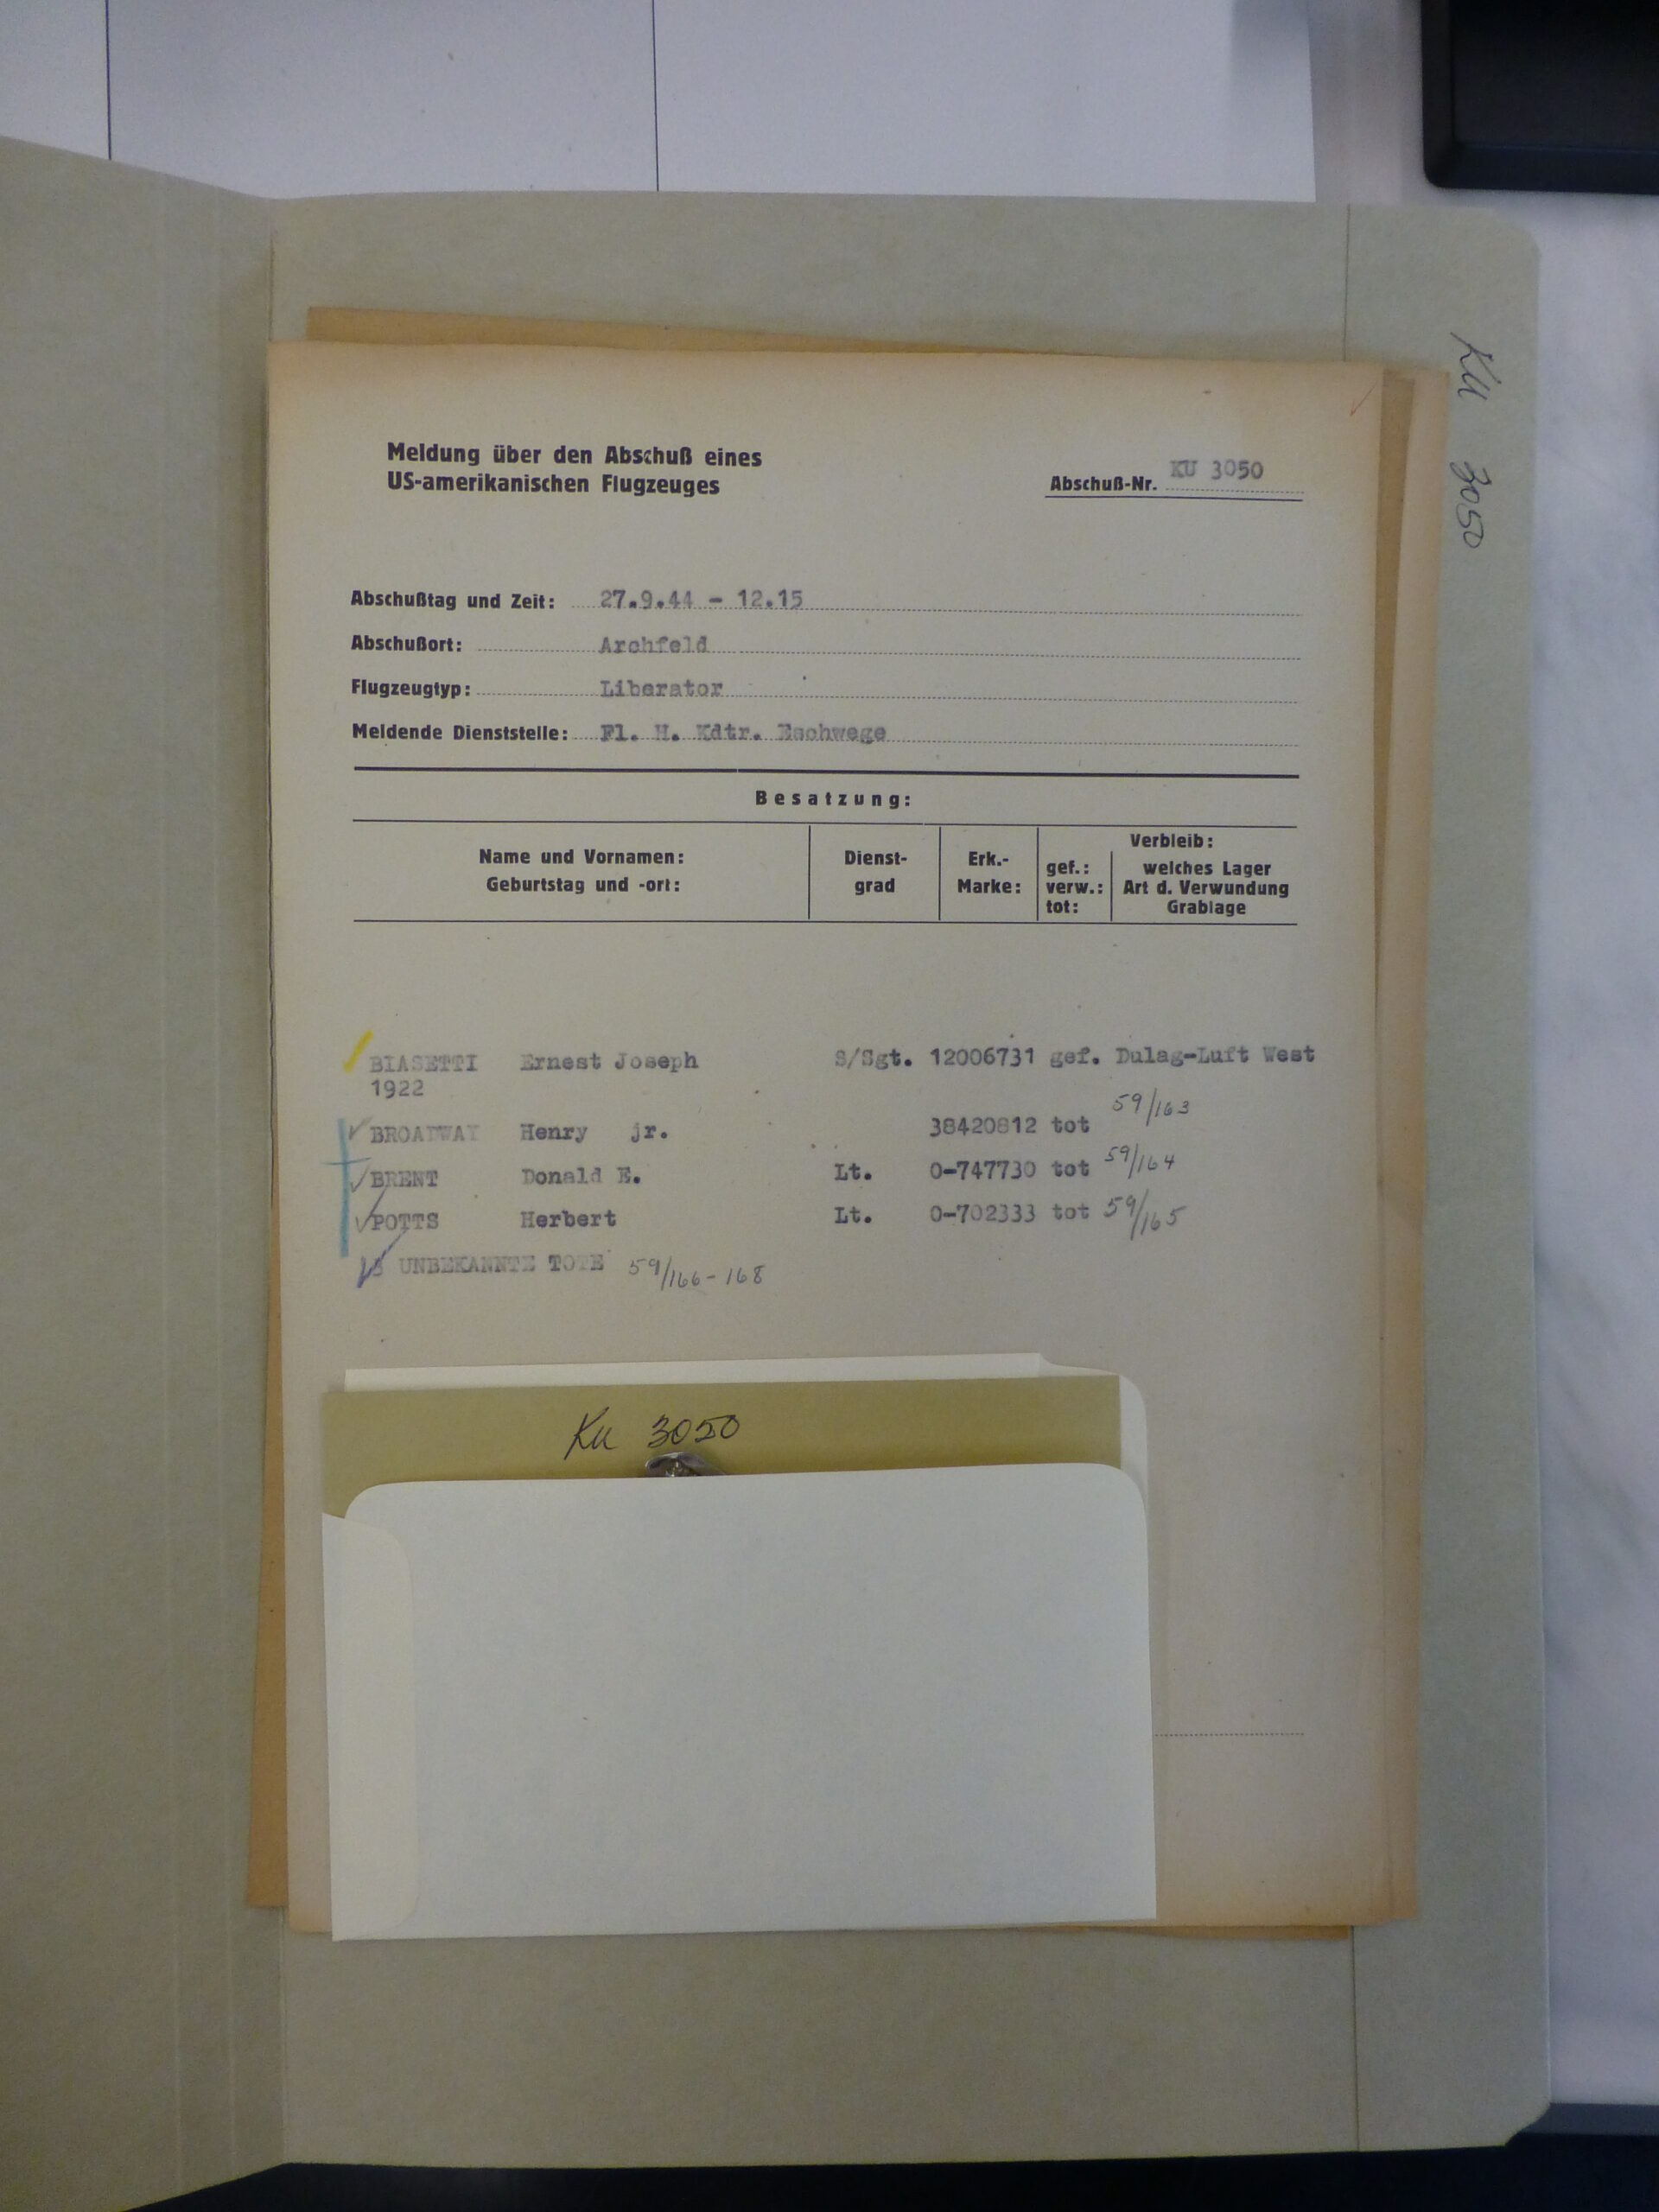 KU 3050
Meldung über den Abschuß eines
US-amerikanischen Flugzeuges
Abschuß-Nr. KU 3050
Abschußtag und Zeit: 27.9.44 - 12.15
Abschußort: Archfeld
Flugzeugtyp: Liberator
Meldende Dienststelle: Fl. H. Kdtr. Eschwege
Besatzung:
Name und Vornamen:
Geburtstag und -ort:
Dienst-
grad
Erk.-
Marke:
Verbleib:
gef.:
verw.:
tot:
welches Lager
Art d. Verwundung
Grablage
BIASETTI Ernest Joseph S/Sgt. 12006731 gef. Dulag-Luft West
1922
BROADWAY Henry jr. 38420812 tot 59/163
BRENT Donald E. Lt. 0-747730 tot 59/164
POTTS Herbert Lt. 0-702333 tot 59/165
3 UNBEKANNTE TOTE 59/166-168
Ku 3050